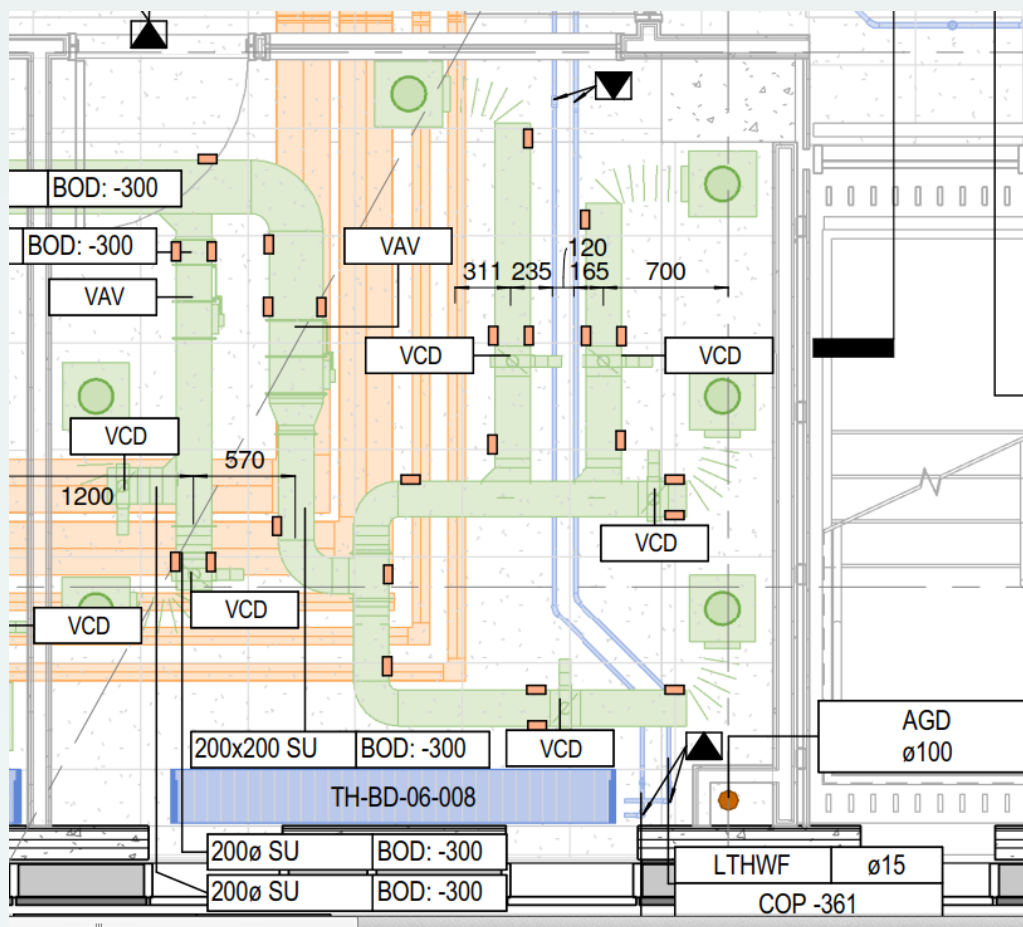 BOD: -300
BOD: -300
VAV
VAV
120
311 235 165 700
VCD
VCD
VCD
570
1200
VCD
VCD
VCD
200x200 SU BOD: -300
VCD
AGD
ø100
TH-BD-06-008
200ø SU BOD: -300
200ø SU BOD: -300
LTHWF ø15
COP -361